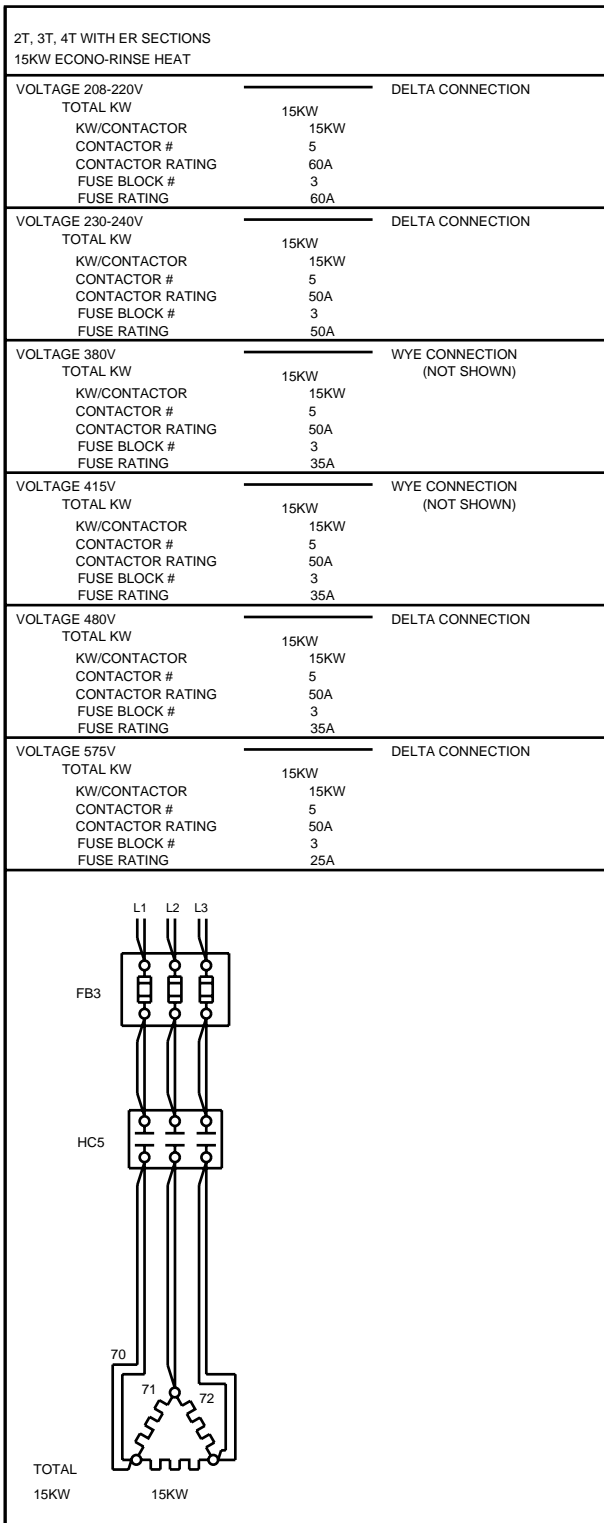 2T, 3T, 4T WITH ER SECTIONS
15KW ECONO-RINSE HEAT
VOLTAGE 208-220V DELTA CONNECTION
TOTAL KW 15KW
KW/CONTACTOR 15KW
CONTACTOR # 5
CONTACTOR RATING 60A
FUSE BLOCK # 3
FUSE RATING 60A
VOLTAGE 230-240V DELTA CONNECTION
TOTAL KW 15KW
KW/CONTACTOR 15KW
CONTACTOR # 5
CONTACTOR RATING 50A
FUSE BLOCK # 3
FUSE RATING 50A
VOLTAGE 380V WYE CONNECTION
TOTAL KW 15KW (NOT SHOWN)
KW/CONTACTOR 15KW
CONTACTOR # 5
CONTACTOR RATING 50A
FUSE BLOCK # 3
FUSE RATING 35A
VOLTAGE 415V WYE CONNECTION
TOTAL KW 15KW (NOT SHOWN)
KW/CONTACTOR 15KW
CONTACTOR # 5
CONTACTOR RATING 50A
FUSE BLOCK # 3
FUSE RATING 35A
VOLTAGE 480V DELTA CONNECTION
TOTAL KW 15KW
KW/CONTACTOR 15KW
CONTACTOR # 5
CONTACTOR RATING 50A
FUSE BLOCK # 3
FUSE RATING 35A
VOLTAGE 575V DELTA CONNECTION
TOTAL KW 15KW
KW/CONTACTOR 15KW
CONTACTOR # 5
CONTACTOR RATING 50A
FUSE BLOCK # 3
FUSE RATING 25A
L1 L2 L3
FB3
HC5
70
71 72
TOTAL
15KW 15KW